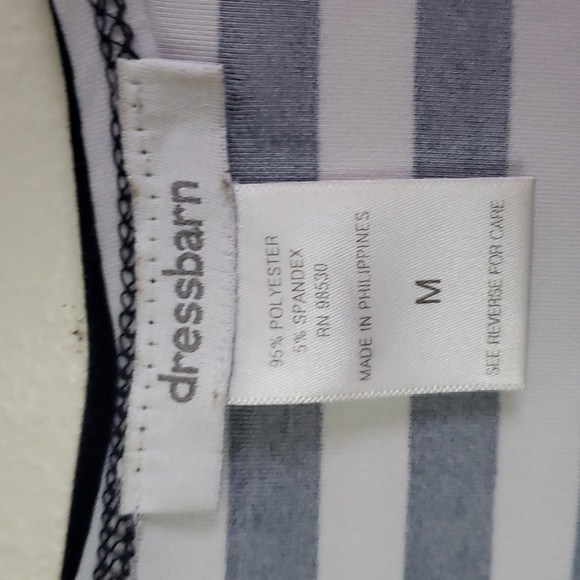 dressbarn
95% POLYESTER
5% SPANDEX
RN 98530
MADE IN PHILIPPINES
M
SEE REVERSE FOR CARE